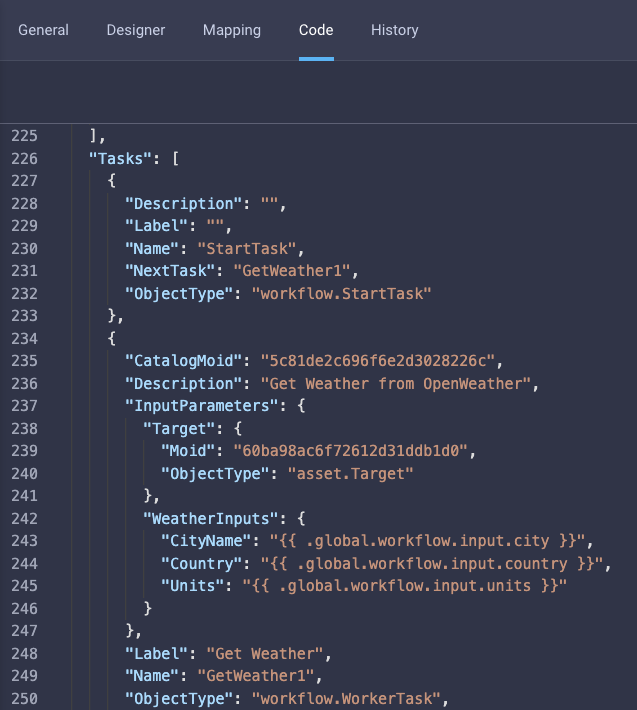 General Designer Mapping Code History
225 ],
226 "Tasks": [
227 {
228 "Description": "",
229 "Label": "",
230 "Name": "StartTask",
231 "NextTask": "GetWeather1",
232 "ObjectType": "workflow.StartTask"
233 },
234 {
235 "CatalogMoid": "5c81de2c696f6e2d3028226c",
236 "Description": "Get Weather from OpenWeather",
237 "InputParameters": {
238 "Target": {
239 "Moid": "60ba98ac6f72612d31ddb1d0",
240 "ObjectType": "asset.Target"
241 },
242 "WeatherInputs": {
243 "CityName": "{{ .global.workflow.input.city }}",
244 "Country": "{{ .global.workflow.input.country }}",
245 "Units": "{{ .global.workflow.input.units }}"
246 }
247 },
248 "Label": "Get Weather",
249 "Name": "GetWeather1",
250 "ObjectType": "workflow.WorkerTask",